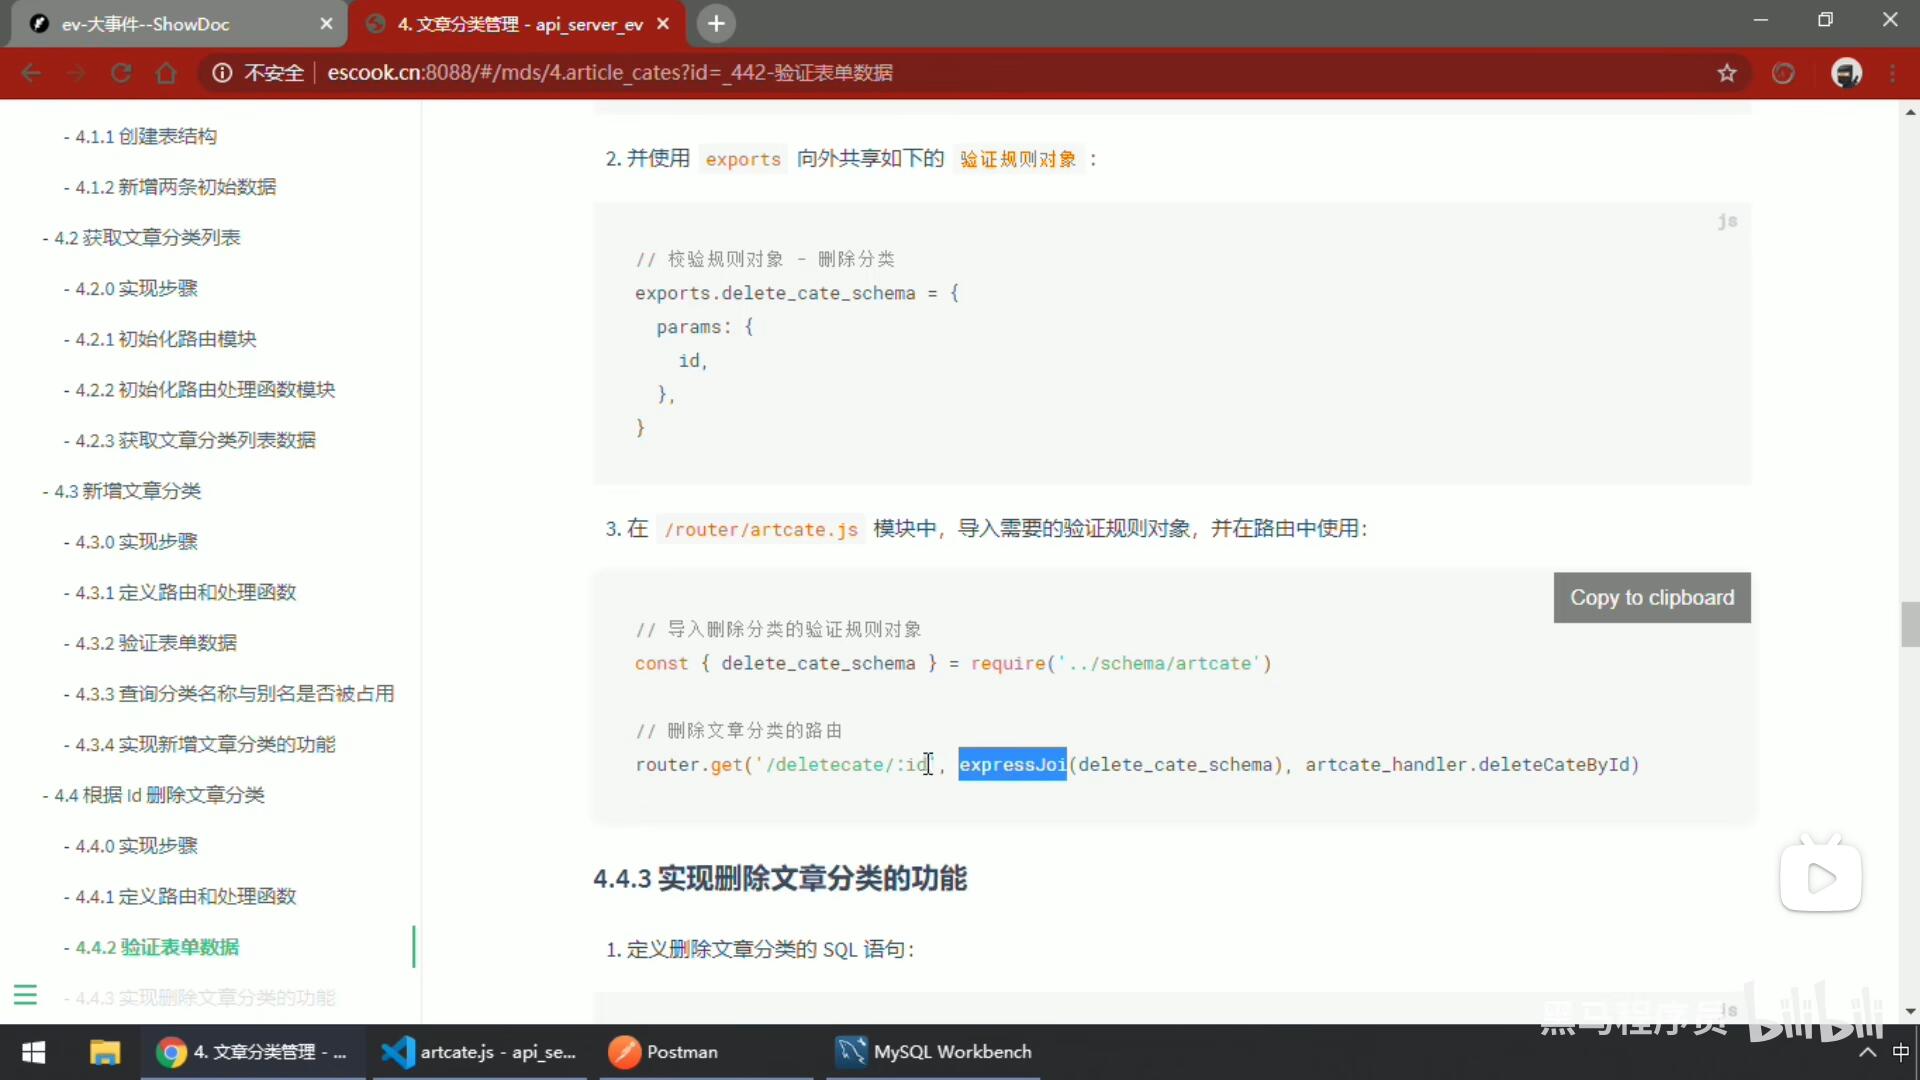 ev-大事件--ShowDoc
4. 文章分类管理 - api_server_ev
不安全
escook.cn:8088/#/mds/4.article_cates?id=_442-验证表单数据
- 4.1.1 创建表结构
- 4.1.2 新增两条初始数据
- 4.2 获取文章分类列表
- 4.2.0 实现步骤
- 4.2.1 初始化路由模块
- 4.2.2 初始化路由处理函数模块
- 4.2.3 获取文章分类列表数据
- 4.3 新增文章分类
- 4.3.0 实现步骤
- 4.3.1 定义路由和处理函数
- 4.3.2 验证表单数据
- 4.3.3 查询分类名称与别名是否被占用
- 4.3.4 实现新增文章分类的功能
- 4.4 根据 Id 删除文章分类
- 4.4.0 实现步骤
- 4.4.1 定义路由和处理函数
- 4.4.2 验证表单数据
- 4.4.3 实现删除文章分类的功能
2. 并使用 exports 向外共享如下的 验证规则对象 ：
js
// 校验规则对象 - 删除分类
exports.delete_cate_schema = {
params: {
id,
},
}
3. 在 /router/artcate.js 模块中，导入需要的验证规则对象，并在路由中使用：
Copy to clipboard
// 导入删除分类的验证规则对象
const { delete_cate_schema } = require('../schema/artcate')
// 删除文章分类的路由
router.get('/deletecate/:id', expressJoi(delete_cate_schema), artcate_handler.deleteCateById)
4.4.3 实现删除文章分类的功能
1. 定义删除文章分类的 SQL 语句：
js
黑马程序员 bilibili
4. 文章分类管理 - ...
artcate.js - api_se...
Postman
MySQL Workbench
中